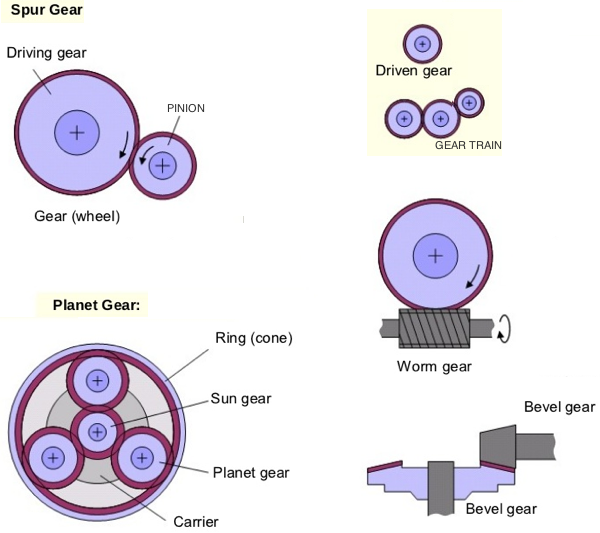 Spur Gear
Driving gear
PINION
Gear (wheel)
Driven gear
GEAR TRAIN
Worm gear
Planet Gear:
Ring (cone)
Sun gear
Planet gear
Carrier
Bevel gear
Bevel gear